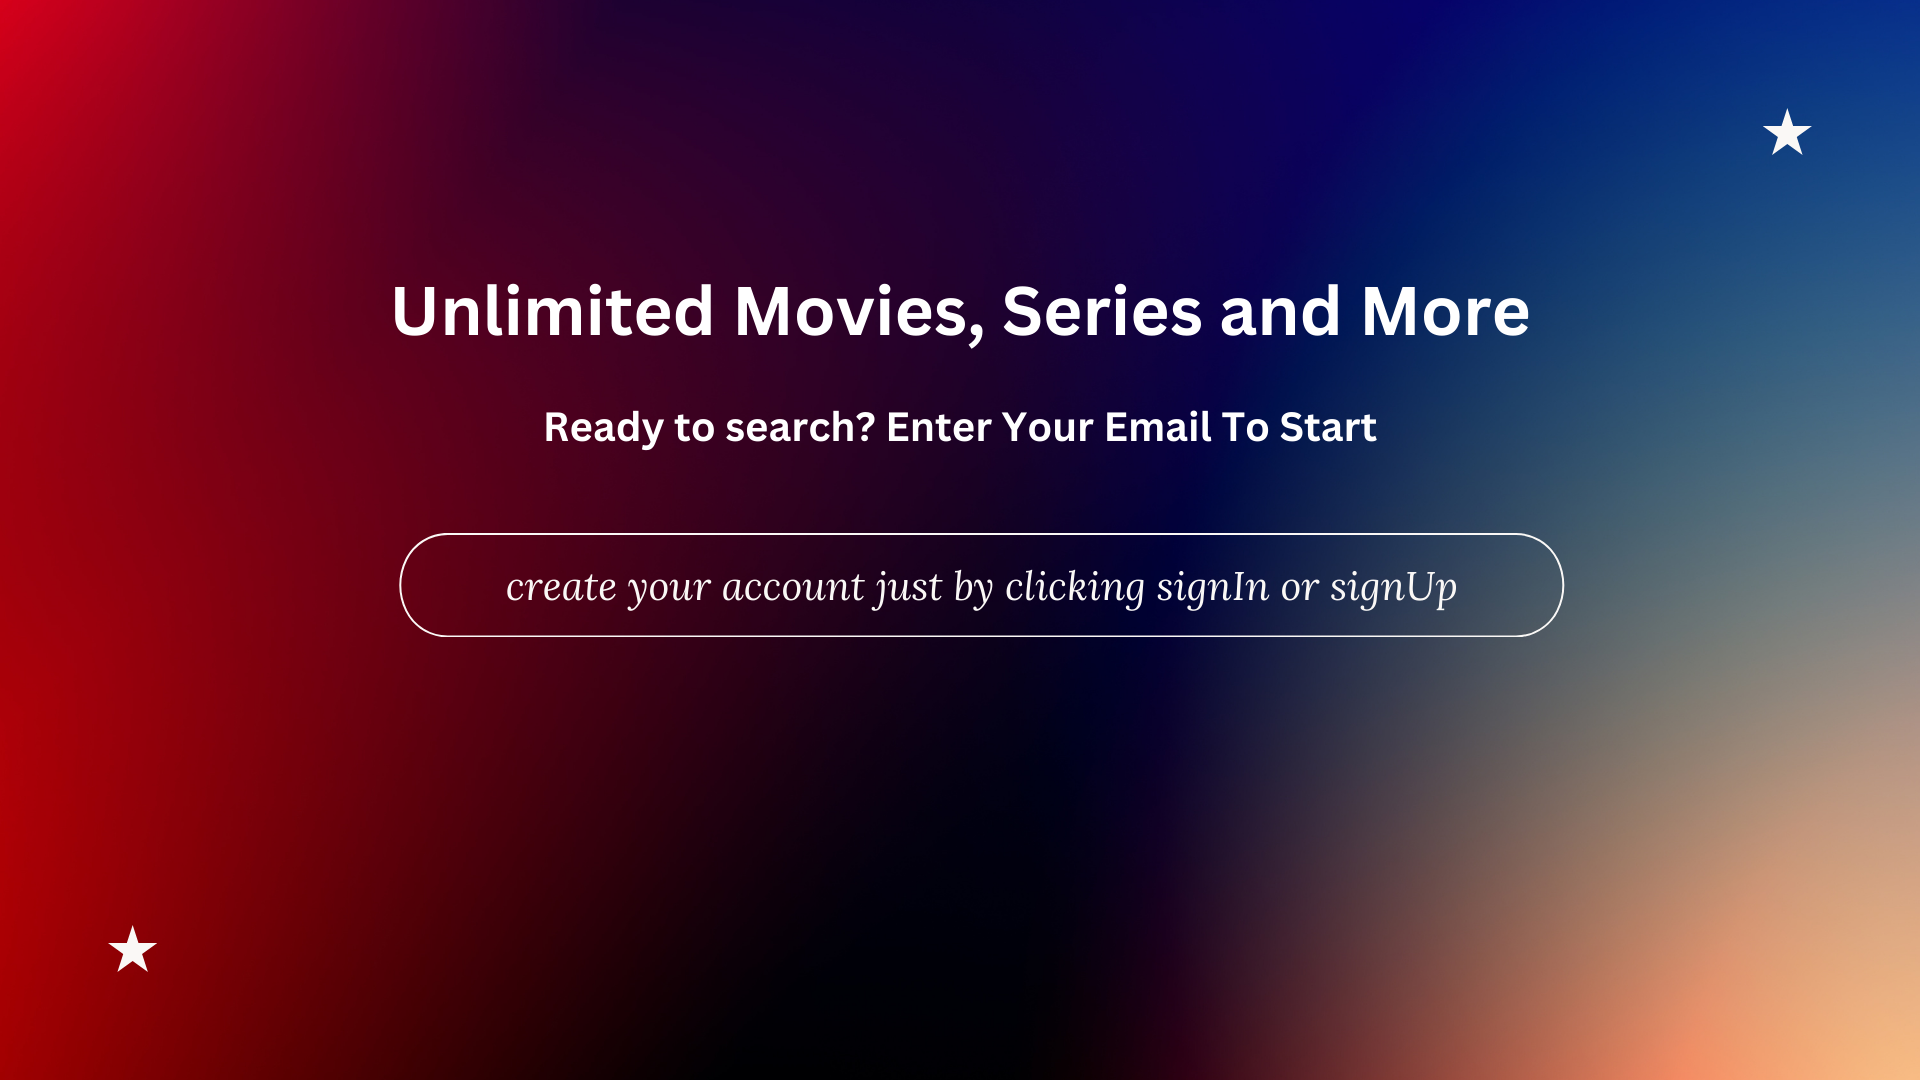 Unlimited Movies, Series and More
Ready to search? Enter Your Email To Start
create your account just by clicking signIn or signUp